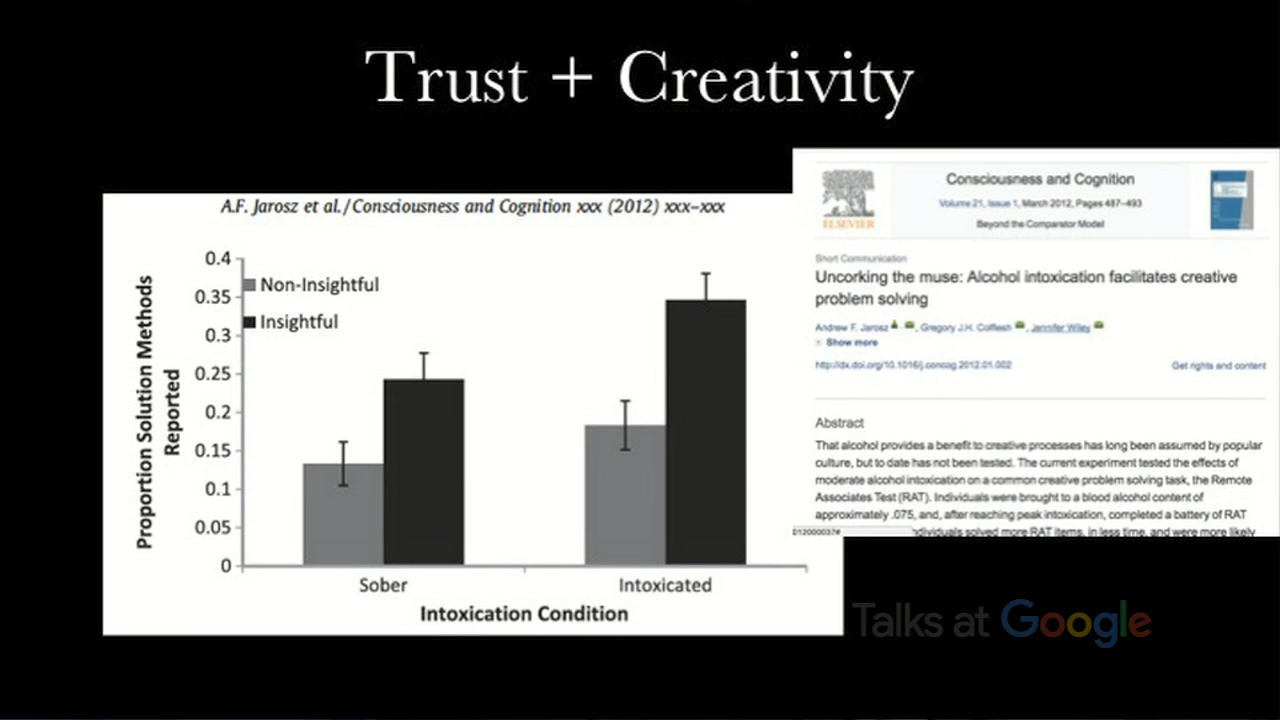 Trust + Creativity
A.F. Jarosz et al./Consciousness and Cognition xxx (2012) xxx–xxx
Proportion Solution Methods
Reported
0.4
0.35
0.3
0.25
0.2
0.15
0.1
0.05
0
Non-Insightful
Insightful
Sober
Intoxicated
Intoxication Condition
ELSEVIER
Consciousness and Cognition
Volume 21, Issue 1, March 2012, Pages 487–493
Beyond the Comparator Model
Short Communication
Uncorking the muse: Alcohol intoxication facilitates creative
problem solving
Andrew F. Jarosz, Gregory J.H. Colflesh, Jennifer Wiley
Show more
http://dx.doi.org/10.1016/j.concog.2012.01.002
Get rights and content
Abstract
That alcohol provides a benefit to creative processes has long been assumed by popular
culture, but to date has not been tested. The current experiment tested the effects of
moderate alcohol intoxication on a common creative problem solving task, the Remote
Associates Test (RAT). Individuals were brought to a blood alcohol content of
approximately .075, and, after reaching peak intoxication, completed a battery of RAT
ndividuals solved more RAT items, in less time, and were more likely
Talks at Google